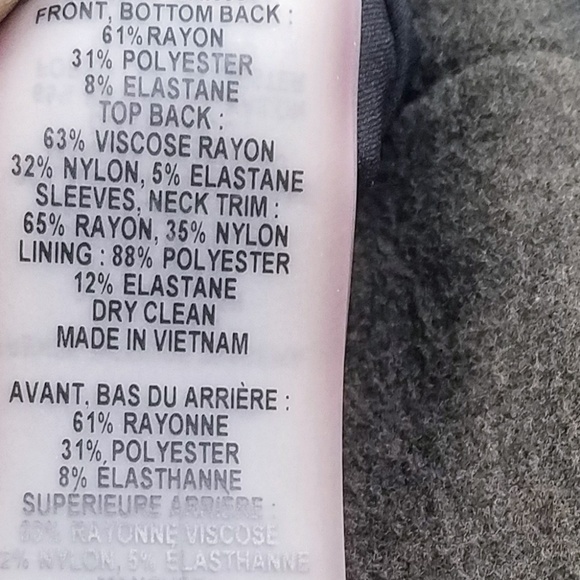 FRONT, BOTTOM BACK :
61% RAYON
31% POLYESTER
8% ELASTANE
TOP BACK :
63% VISCOSE RAYON
32% NYLON, 5% ELASTANE
SLEEVES, NECK TRIM :
65% RAYON, 35% NYLON
LINING : 88% POLYESTER
12% ELASTANE
DRY CLEAN
MADE IN VIETNAM
AVANT, BAS DU ARRIÈRE :
61% RAYONNE
31% POLYESTER
8% ÉLASTHANNE
SUPÉRIEURE ARRIÈRE :
RAYONNE VISCOSE
NYLON, 5% ÉLASTHANNE